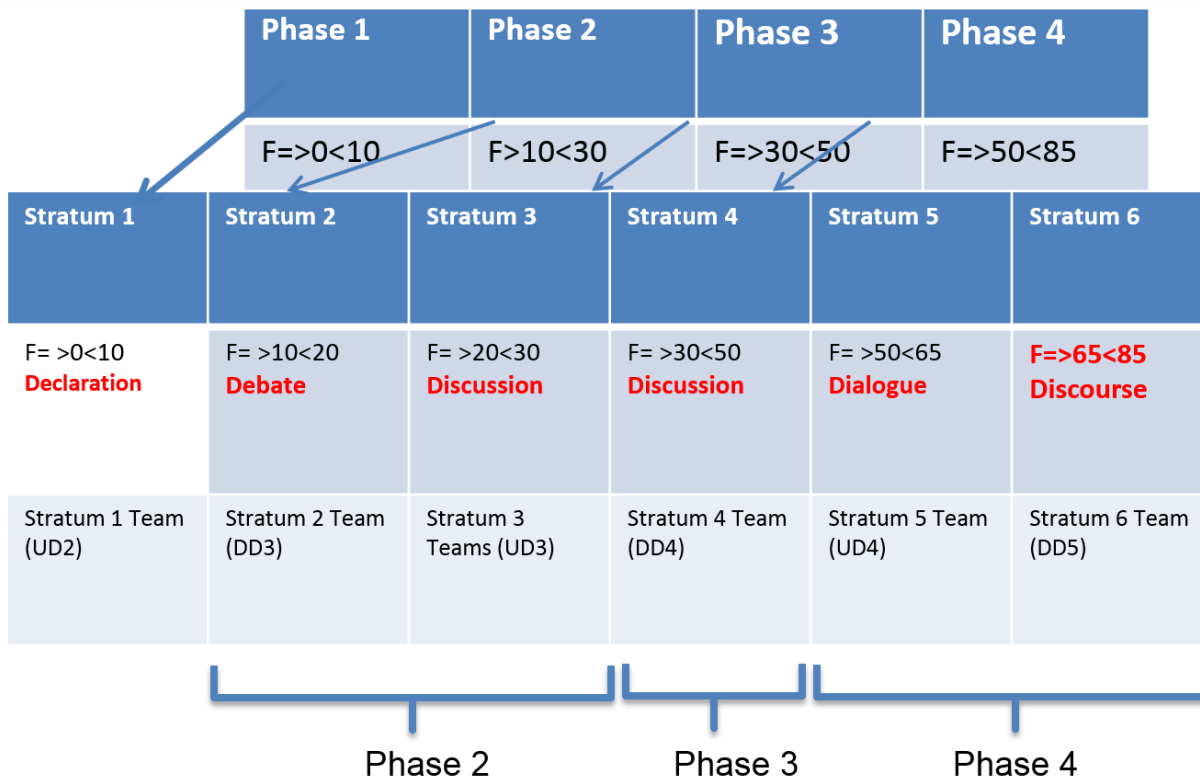 Phase 1
Phase 2
Phase 3
Phase 4
F=>0<10
F>10<30
F=>30<50
F=>50<85
Stratum 1
Stratum 2
Stratum 3
Stratum 4
Stratum 5
Stratum 6
F= >0<10
Declaration
F= >10<20
Debate
F= >20<30
Discussion
F= >30<50
Discussion
F= >50<65
Dialogue
F=>65<85
Discourse
Stratum 1 Team
(UD2)
Stratum 2 Team
(DD3)
Stratum 3
Teams (UD3)
Stratum 4 Team
(DD4)
Stratum 5 Team
(UD4)
Stratum 6 Team
(DD5)
Phase 2
Phase 3
Phase 4